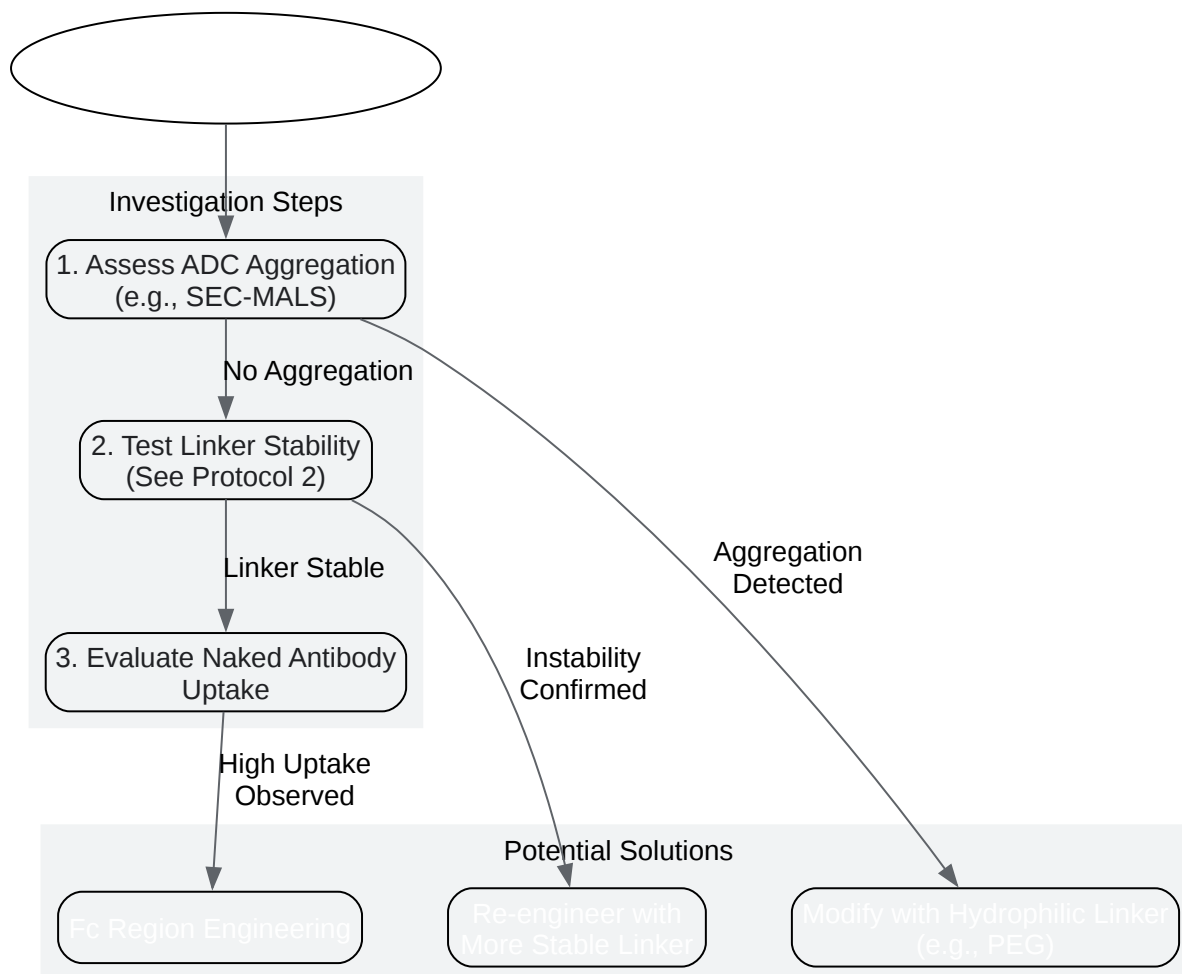 Investigation Steps
1. Assess ADC Aggregation
(e.g., SEC-MALS)
No Aggregation
2. Test Linker Stability
(See Protocol 2)
Aggregation
Detected
Linker Stable
3. Evaluate Naked Antibody
Uptake
Instability
Confirmed
High Uptake
Observed
Potential Solutions
Fc Region Engineering
Re-engineer with
More Stable Linker
Modify with Hydrophilic Linker
(e.g., PEG)